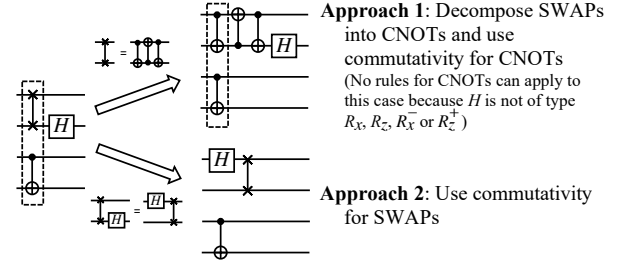 Approach 1: Decompose SWAPs
into CNOTs and use
commutativity for CNOTs
(No rules for CNOTs can apply to
this case because H is not of type
Rx, Rz, Rx− or Rz+)
=
H
H
H
H
=
H
Approach 2: Use commutativity
for SWAPs